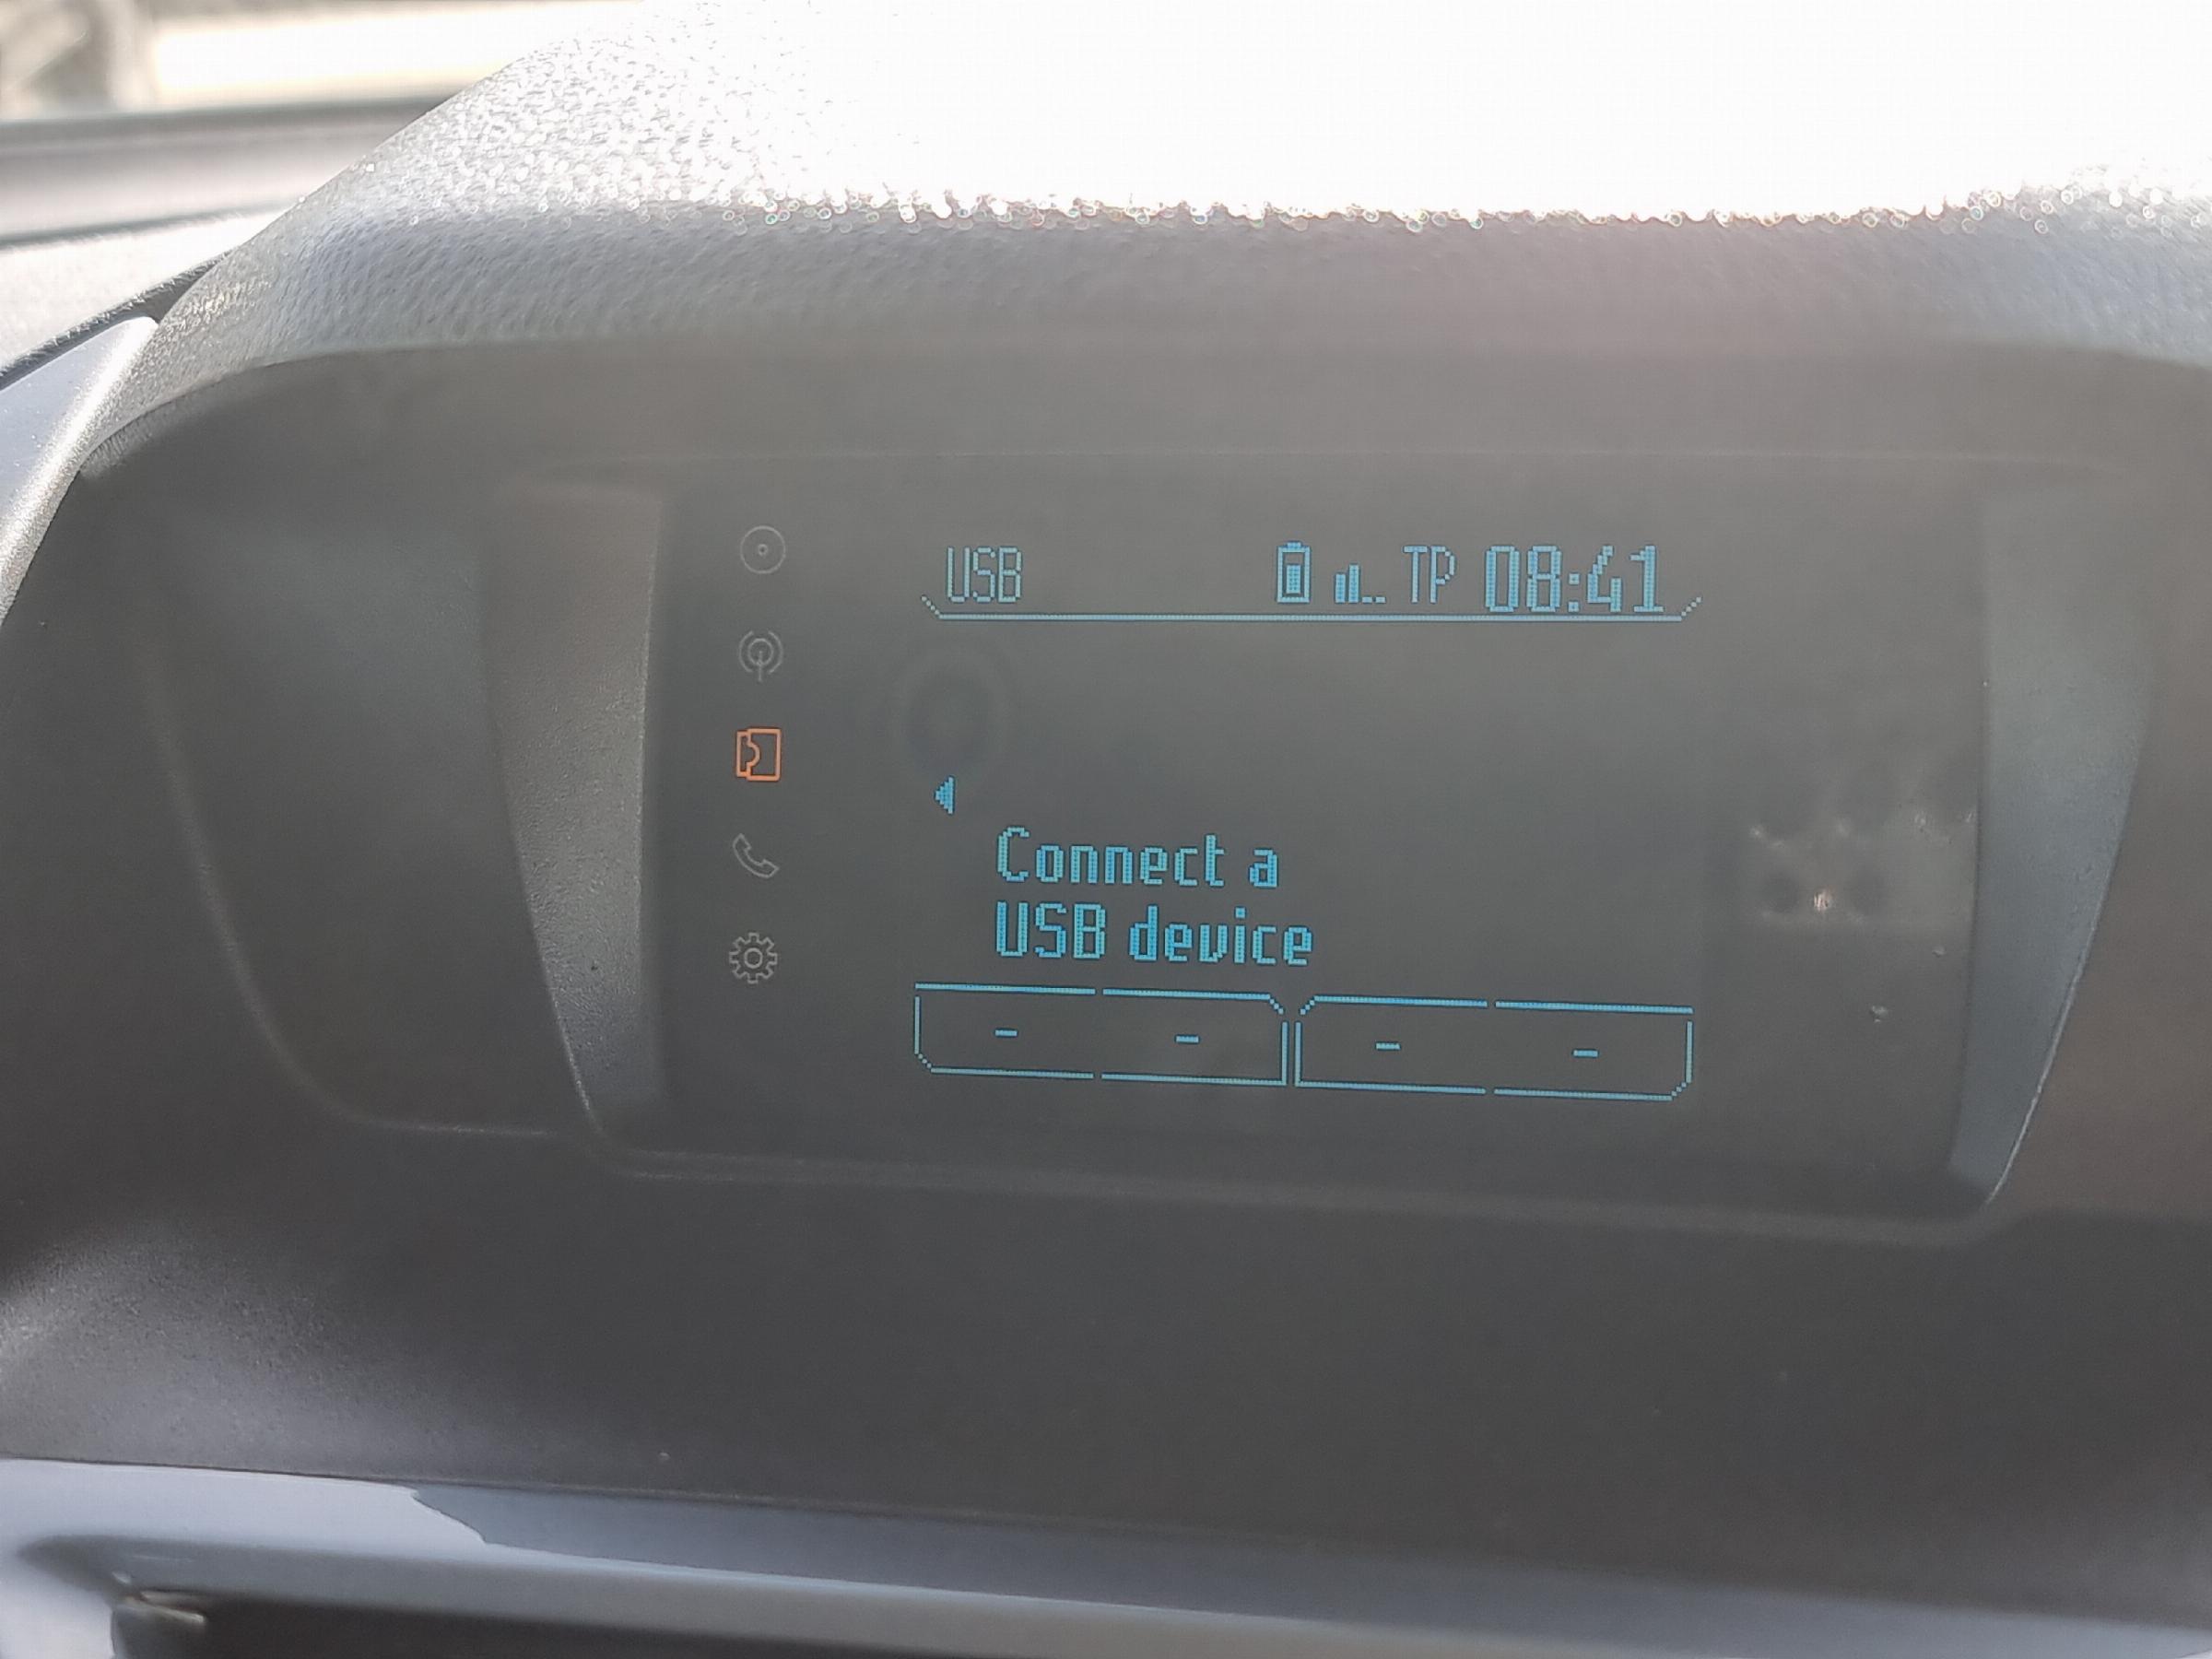 USB TP 08:41
Connect a
USB device
- - - -